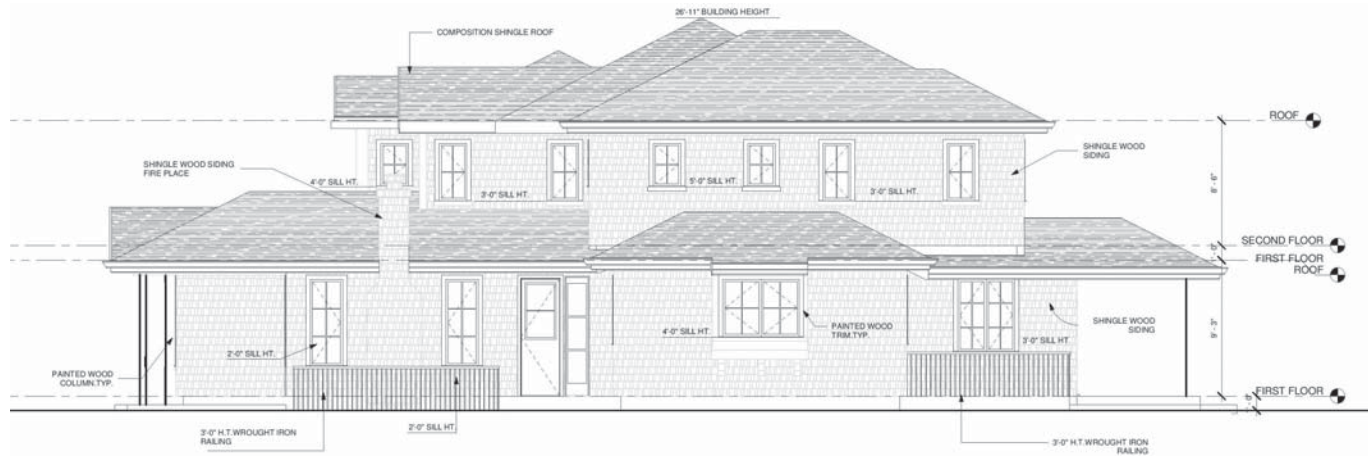 26'-11" BUILDING HEIGHT
COMPOSITION SHINGLE ROOF
ROOF
SHINGLE WOOD SIDING
FIRE PLACE
SHINGLE WOOD
SIDING
4'-0" SILL HT.
3'-0" SILL HT.
5'-0" SILL HT.
3'-0" SILL HT.
8'-6"
SECOND FLOOR
FIRST FLOOR
ROOF
4'-0" SILL HT.
PAINTED WOOD
TRIM.TYP.
SHINGLE WOOD
SIDING
3'-0" SILL HT.
9'-3"
2'-0" SILL HT.
PAINTED WOOD
COLUMN.TYP.
FIRST FLOOR
2'-0" SILL HT.
3'-0" H.T.WROUGHT IRON
RAILING
3'-0" H.T.WROUGHT IRON
RAILING